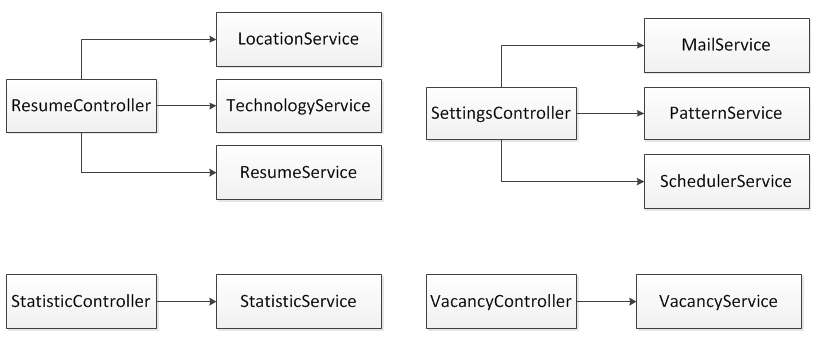 LocationService
ResumeController
TechnologyService
ResumeService
MailService
SettingsController
PatternService
SchedulerService
StatisticController
StatisticService
VacancyController
VacancyService